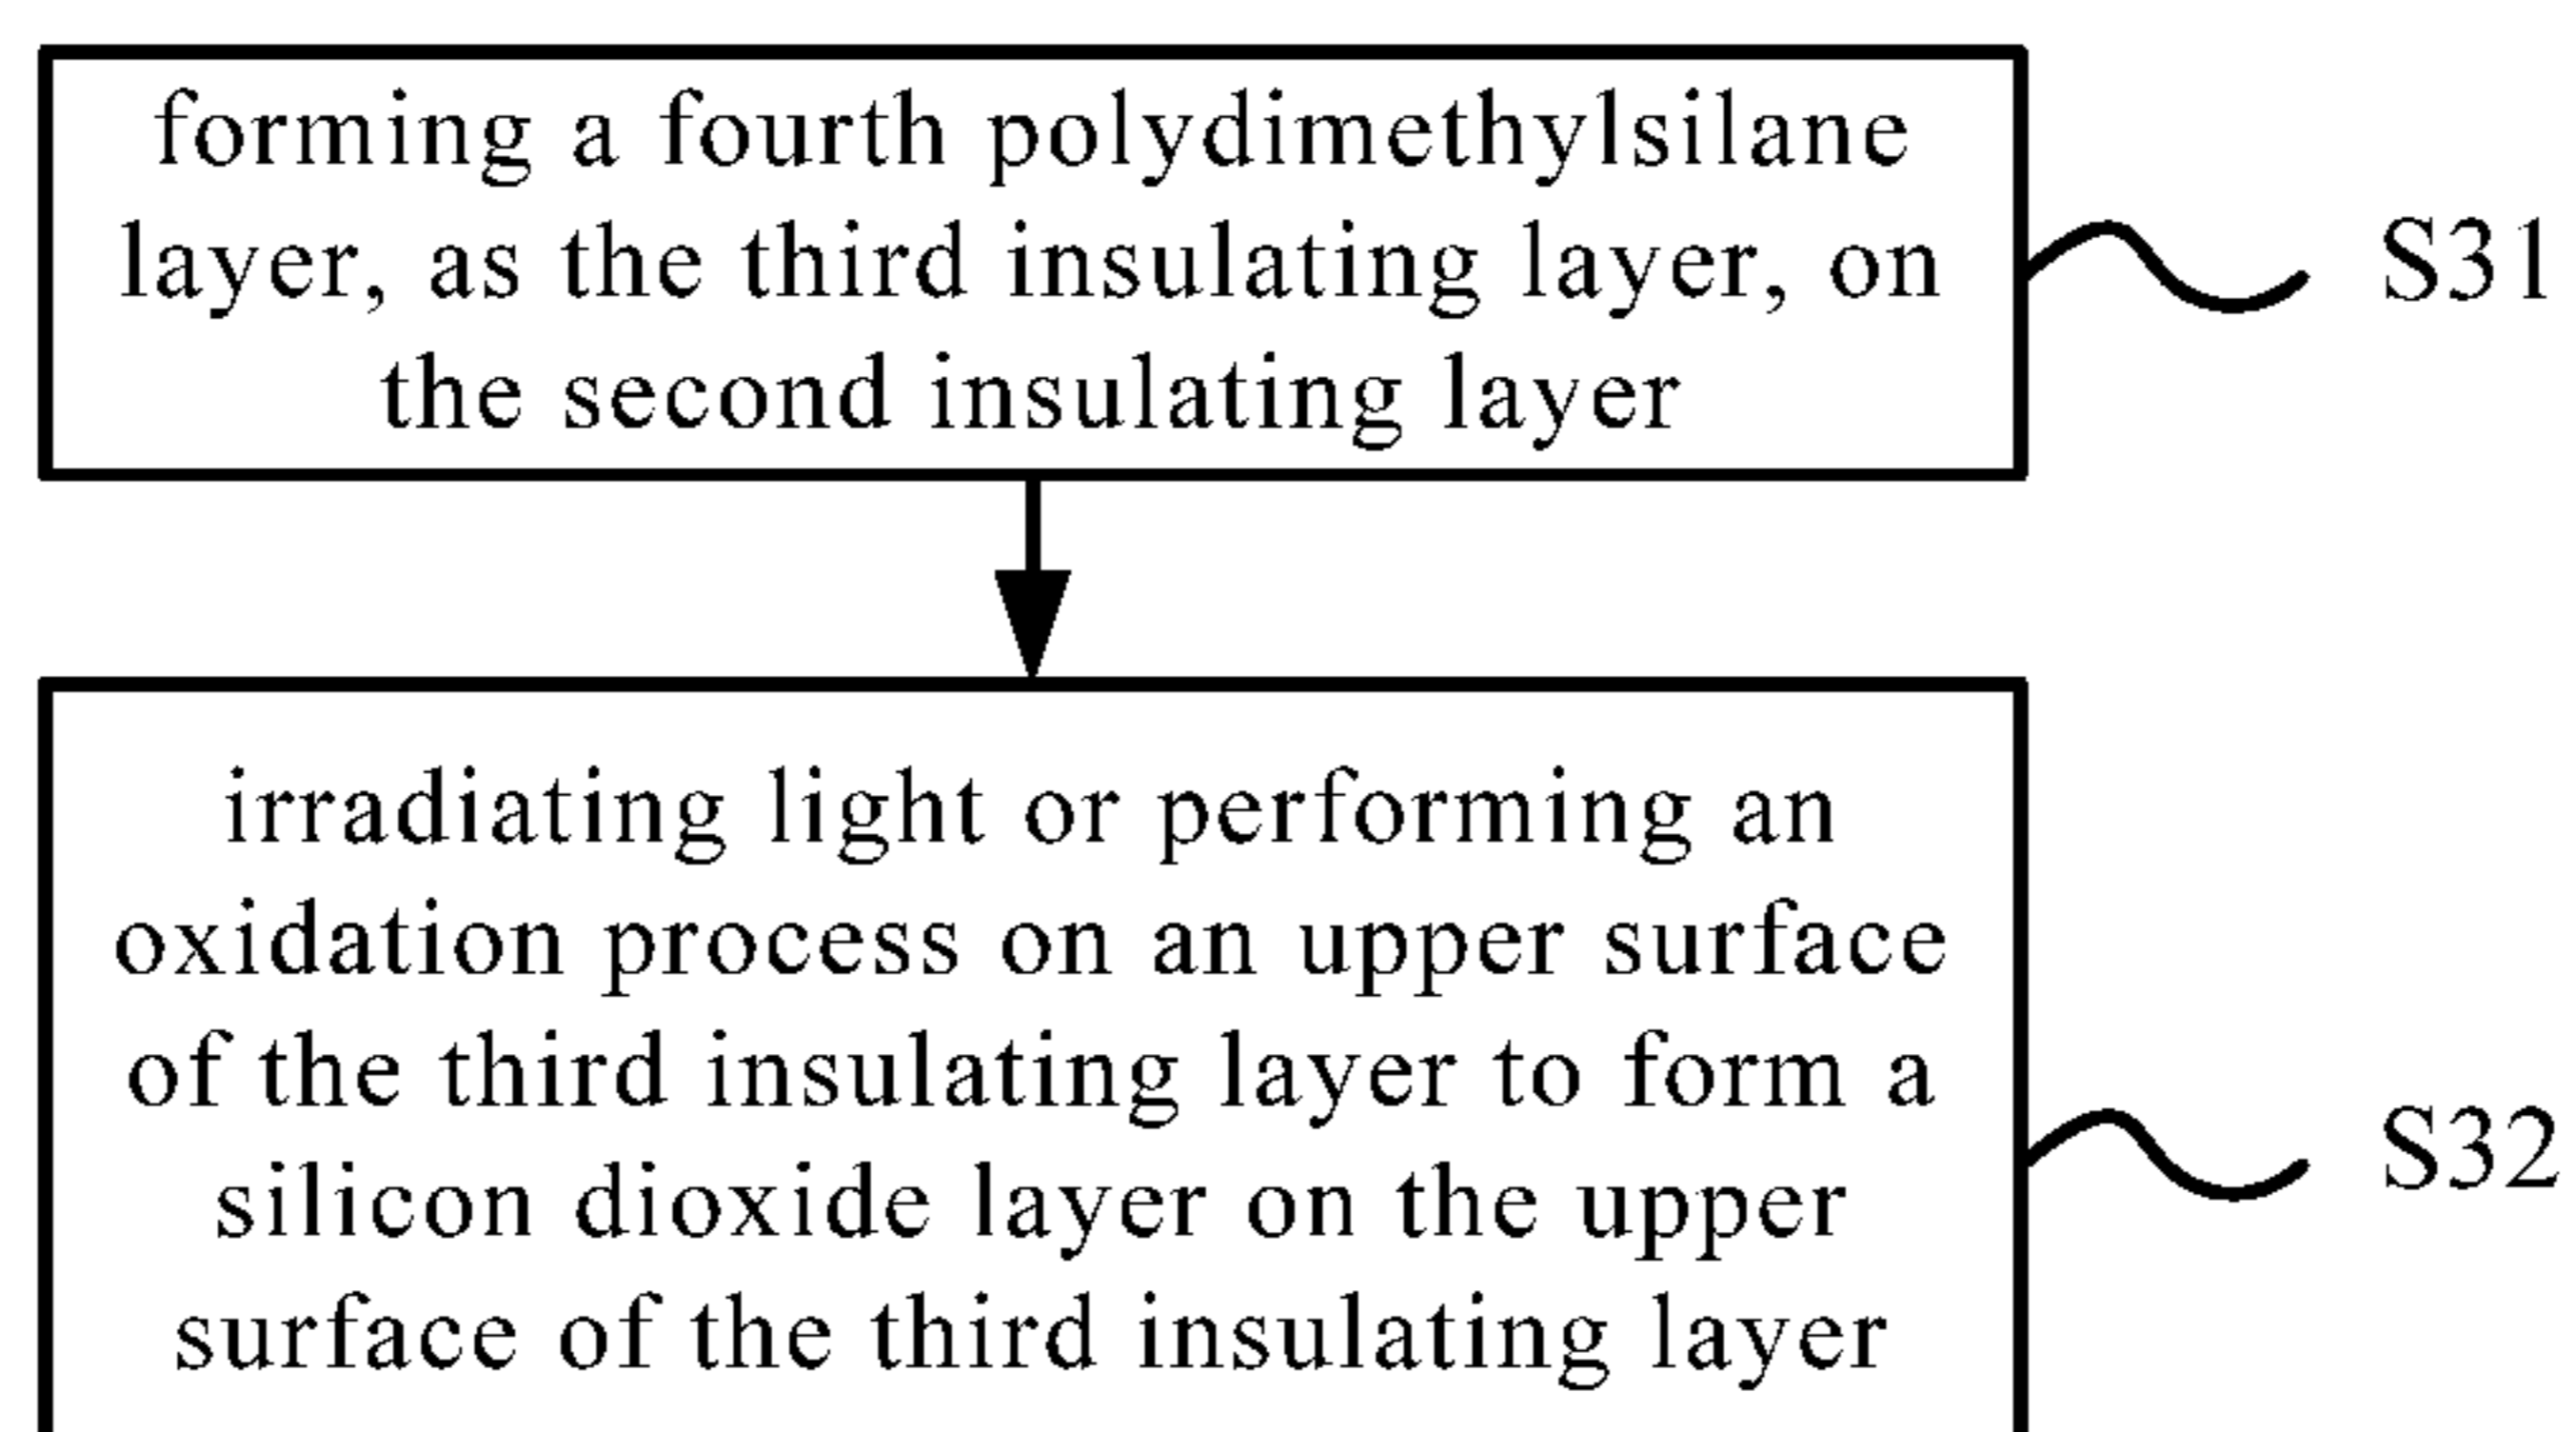 forming a fourth polydimethylsilane
layer, as the third insulating layer, on
the second insulating layer
S31
irradiating light or performing an
oxidation process on an upper surface
of the third insulating layer to form a
silicon dioxide layer on the upper
surface of the third insulating layer
S32